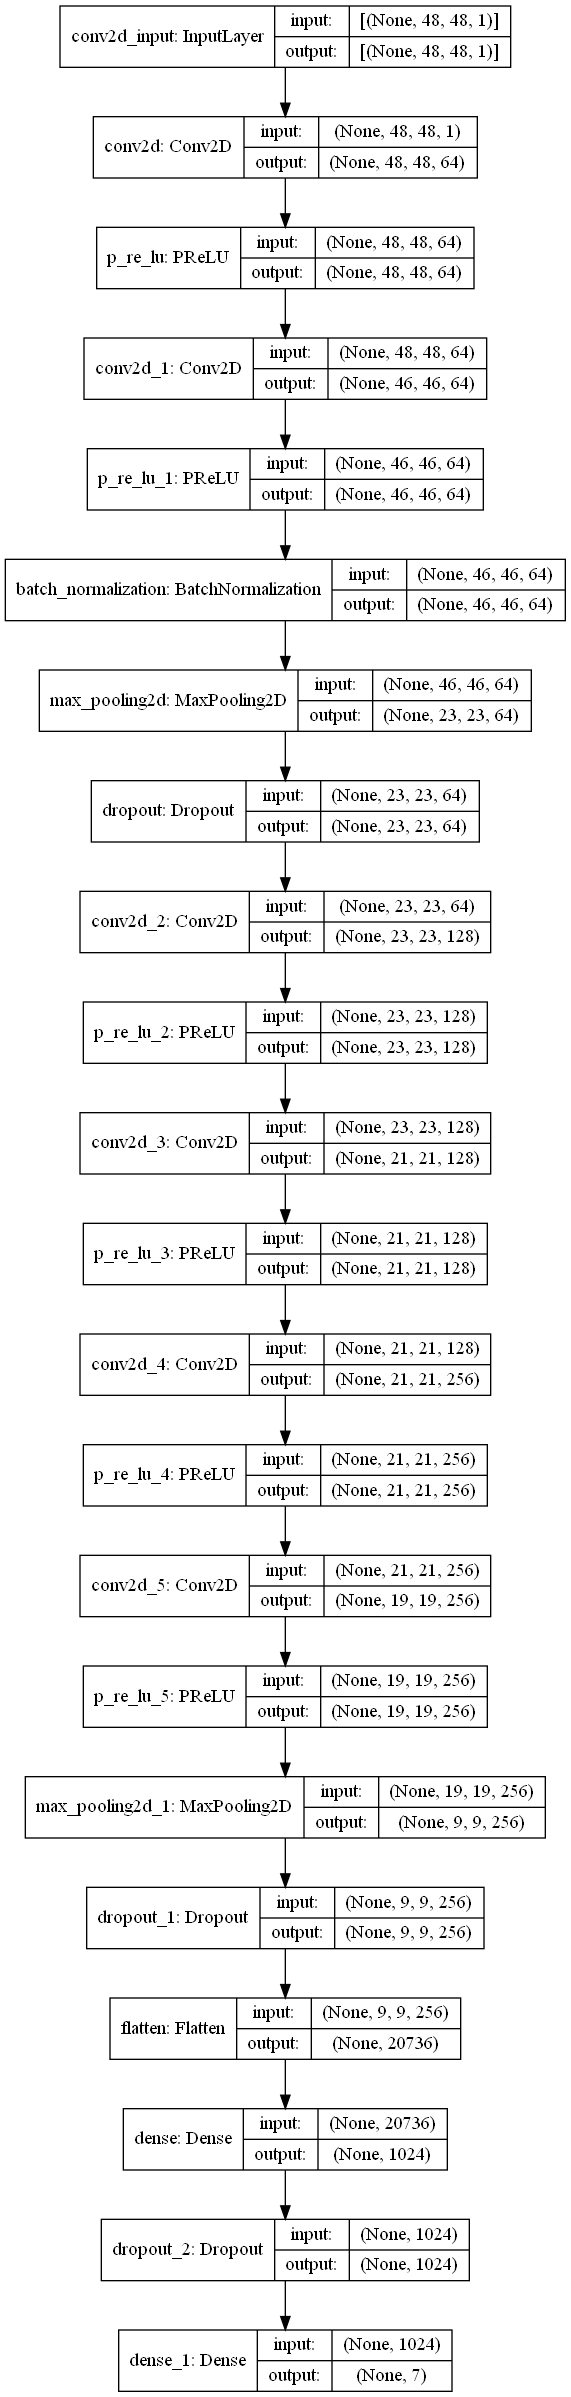 conv2d_input: InputLayer
input: [(None, 48, 48, 1)]
output: [(None, 48, 48, 1)]
conv2d: Conv2D
input: (None, 48, 48, 1)
output: (None, 48, 48, 64)
p_re_lu: PReLU
input: (None, 48, 48, 64)
output: (None, 48, 48, 64)
conv2d_1: Conv2D
input: (None, 48, 48, 64)
output: (None, 46, 46, 64)
p_re_lu_1: PReLU
input: (None, 46, 46, 64)
output: (None, 46, 46, 64)
batch_normalization: BatchNormalization
input: (None, 46, 46, 64)
output: (None, 46, 46, 64)
max_pooling2d: MaxPooling2D
input: (None, 46, 46, 64)
output: (None, 23, 23, 64)
dropout: Dropout
input: (None, 23, 23, 64)
output: (None, 23, 23, 64)
conv2d_2: Conv2D
input: (None, 23, 23, 64)
output: (None, 23, 23, 128)
p_re_lu_2: PReLU
input: (None, 23, 23, 128)
output: (None, 23, 23, 128)
conv2d_3: Conv2D
input: (None, 23, 23, 128)
output: (None, 21, 21, 128)
p_re_lu_3: PReLU
input: (None, 21, 21, 128)
output: (None, 21, 21, 128)
conv2d_4: Conv2D
input: (None, 21, 21, 128)
output: (None, 21, 21, 256)
p_re_lu_4: PReLU
input: (None, 21, 21, 256)
output: (None, 21, 21, 256)
conv2d_5: Conv2D
input: (None, 21, 21, 256)
output: (None, 19, 19, 256)
p_re_lu_5: PReLU
input: (None, 19, 19, 256)
output: (None, 19, 19, 256)
max_pooling2d_1: MaxPooling2D
input: (None, 19, 19, 256)
output: (None, 9, 9, 256)
dropout_1: Dropout
input: (None, 9, 9, 256)
output: (None, 9, 9, 256)
flatten: Flatten
input: (None, 9, 9, 256)
output: (None, 20736)
dense: Dense
input: (None, 20736)
output: (None, 1024)
dropout_2: Dropout
input: (None, 1024)
output: (None, 1024)
dense_1: Dense
input: (None, 1024)
output: (None, 7)